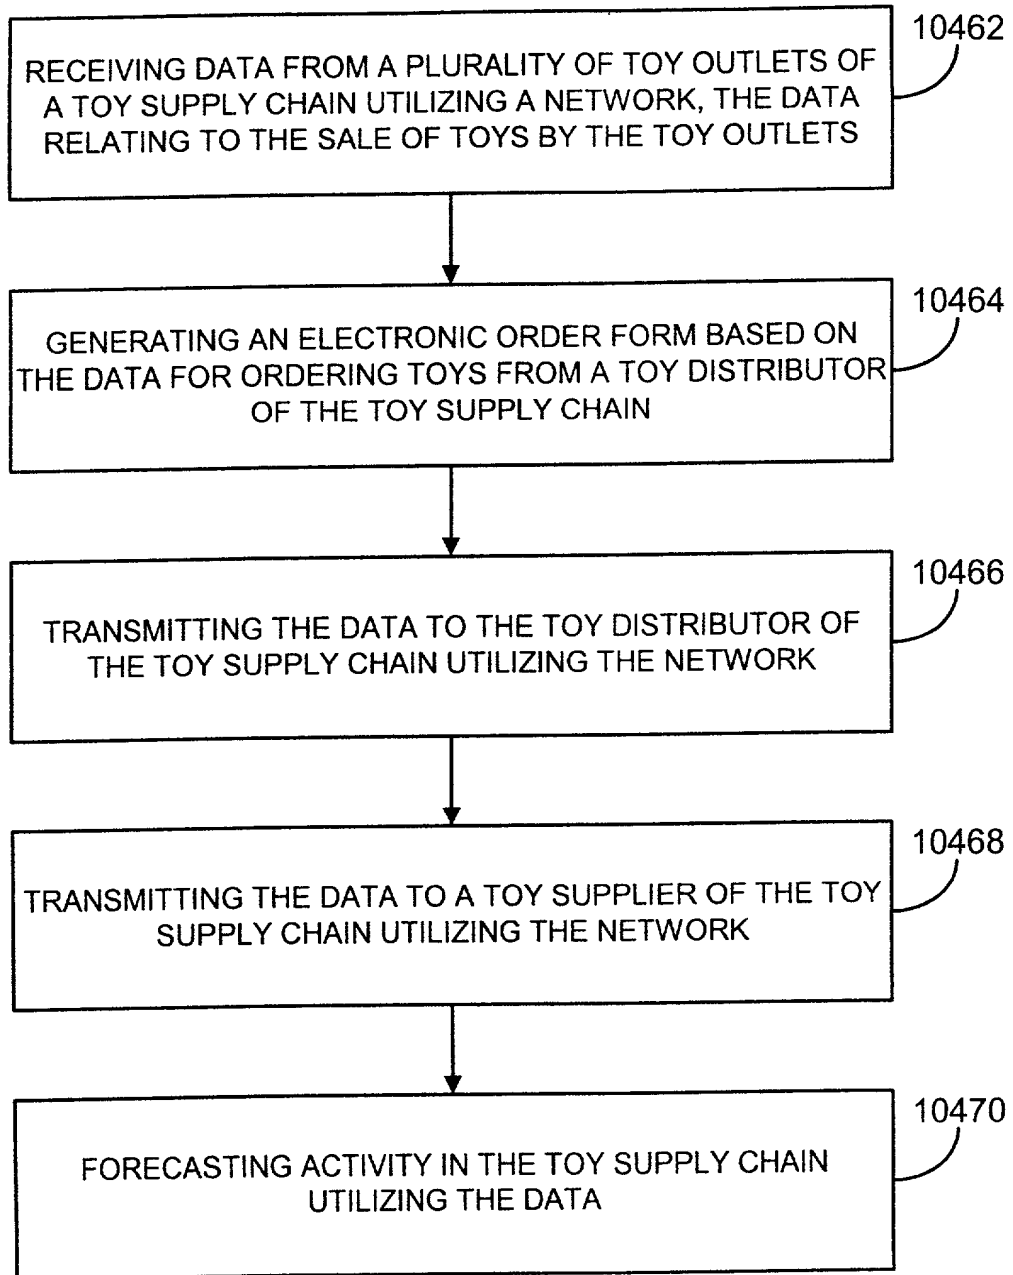 10462
RECEIVING DATA FROM A PLURALITY OF TOY OUTLETS OF
A TOY SUPPLY CHAIN UTILIZING A NETWORK, THE DATA
RELATING TO THE SALE OF TOYS BY THE TOY OUTLETS
10464
GENERATING AN ELECTRONIC ORDER FORM BASED ON
THE DATA FOR ORDERING TOYS FROM A TOY DISTRIBUTOR
OF THE TOY SUPPLY CHAIN
10466
TRANSMITTING THE DATA TO THE TOY DISTRIBUTOR OF
THE TOY SUPPLY CHAIN UTILIZING THE NETWORK
10468
TRANSMITTING THE DATA TO A TOY SUPPLIER OF THE TOY
SUPPLY CHAIN UTILIZING THE NETWORK
10470
FORECASTING ACTIVITY IN THE TOY SUPPLY CHAIN
UTILIZING THE DATA